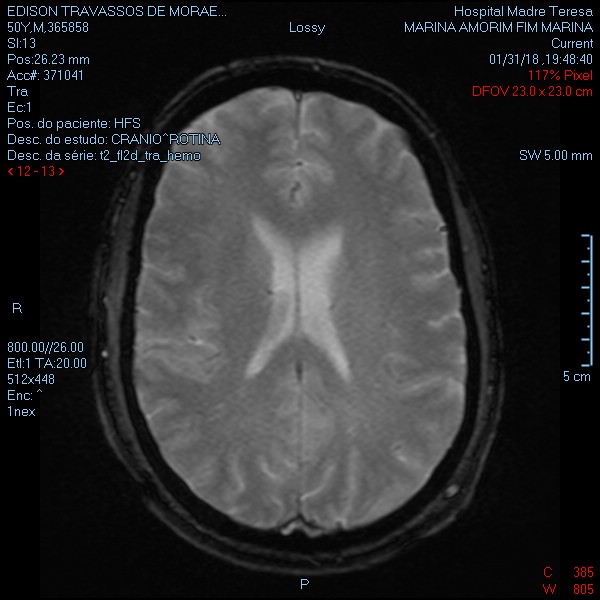 EDISON TRAVASSOS DE MORAE...
50Y,M,365858
Sl:13
Pos:26.23 mm
Acc#: 371041
Tra
Ec:1
Pos. do paciente: HFS
Desc. do estudo: CRANIO^ROTINA
Desc. da série: t2_fl2d_tra_hemo
< 12 - 13 >
Lossy
Hospital Madre Teresa
MARINA AMORIM FIM MARINA
Current
01/31/18 ,19:48:40
117% Pixel
DFOV 23.0 x 23.0 cm
SW 5.00 mm
R
800.00//26.00
Etl:1 TA:20.00
512x448
Enc: ^
1nex
5 cm
P
C 385
W 805